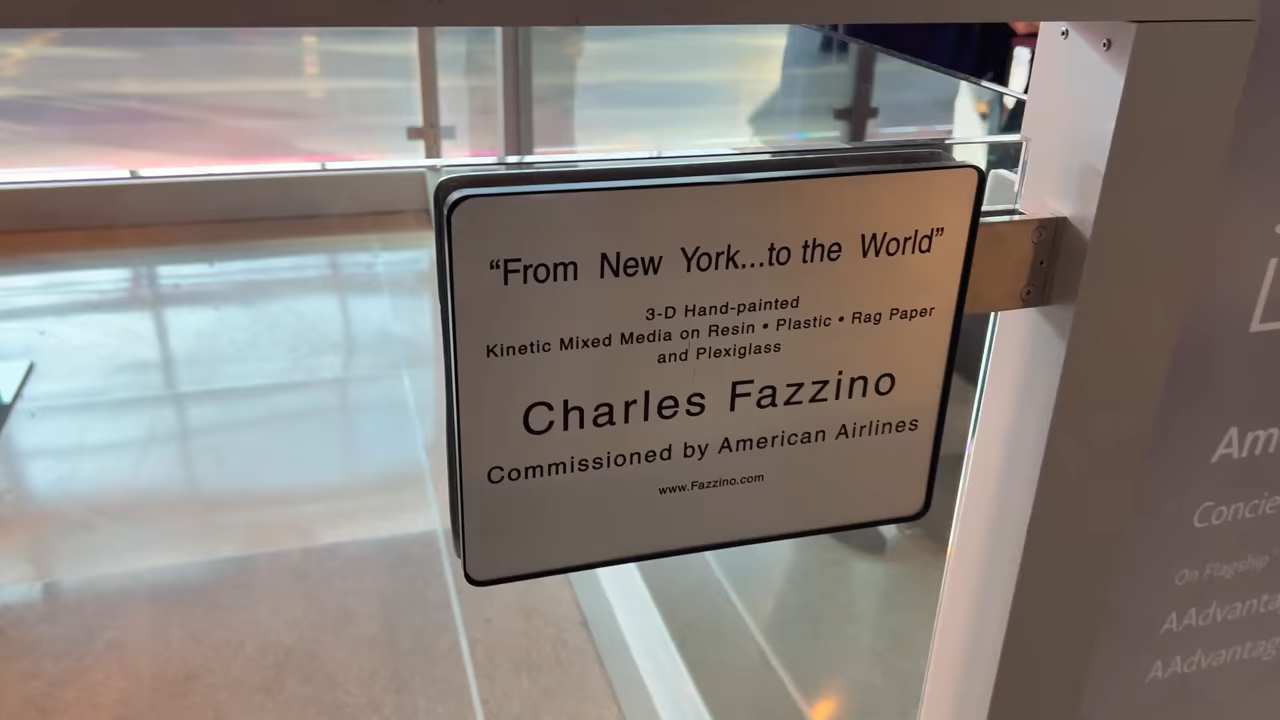 “From New York...to the World”
3-D Hand-painted
Kinetic Mixed Media on Resin • Plastic • Rag Paper
and Plexiglass
Charles Fazzino
Commissioned by American Airlines
www.Fazzino.com
Am
Concie
On Flagship
AAdvanta
AAdvantag